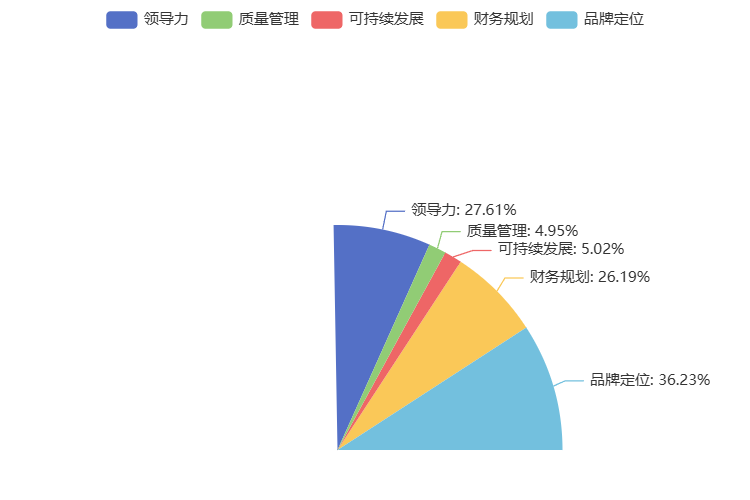 领导力 质量管理 可持续发展 财务规划 品牌定位
领导力: 27.61%
质量管理: 4.95%
可持续发展: 5.02%
财务规划: 26.19%
品牌定位: 36.23%